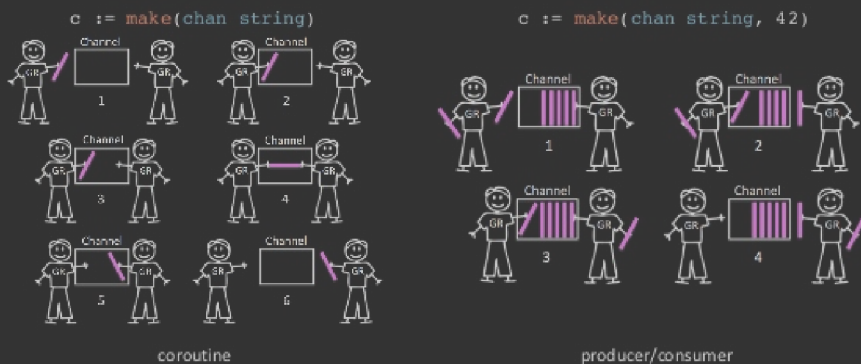 c := make(chan string)
Channel
GR
GR
1
Channel
GR
GR
2
Channel
GR
GR
3
Channel
GR
GR
4
Channel
GR
GR
5
Channel
GR
GR
6
coroutine
c := make(chan string, 42)
Channel
GR
GR
1
Channel
GR
GR
2
Channel
GR
GR
3
Channel
GR
GR
4
producer/consumer